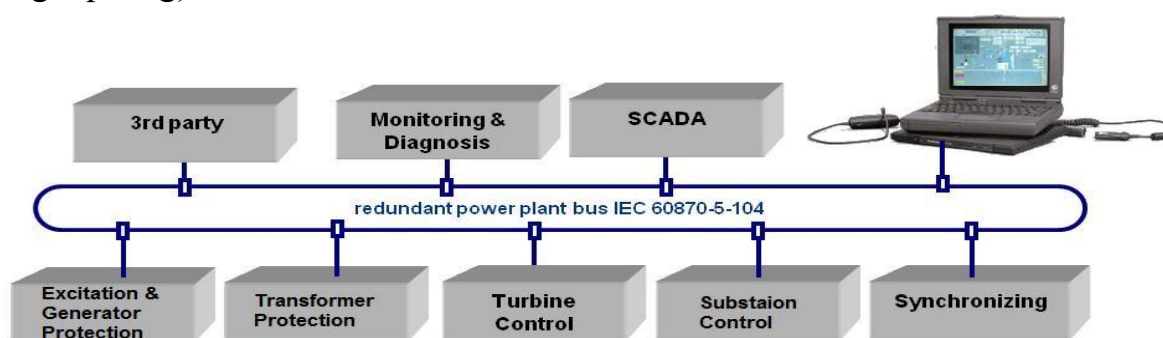 3rd party
Monitoring &
Diagnosis
SCADA
redundant power plant bus IEC 60870-5-104
Excitation &
Generator
Protection
Transformer
Protection
Turbine
Control
Substaion
Control
Synchronizing